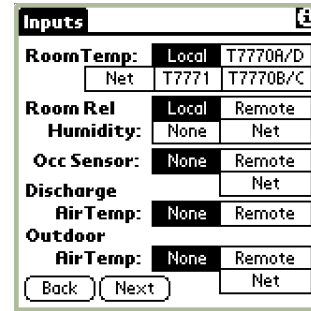 Inputs i
RoomTemp: Local T7770A/D
Net T7771 T7770B/C
Room Rel Local Remote
Humidity: None Net
Occ Sensor: None Remote
Net
Discharge
AirTemp: None Remote
Outdoor
AirTemp: None Remote
Net
Back Next